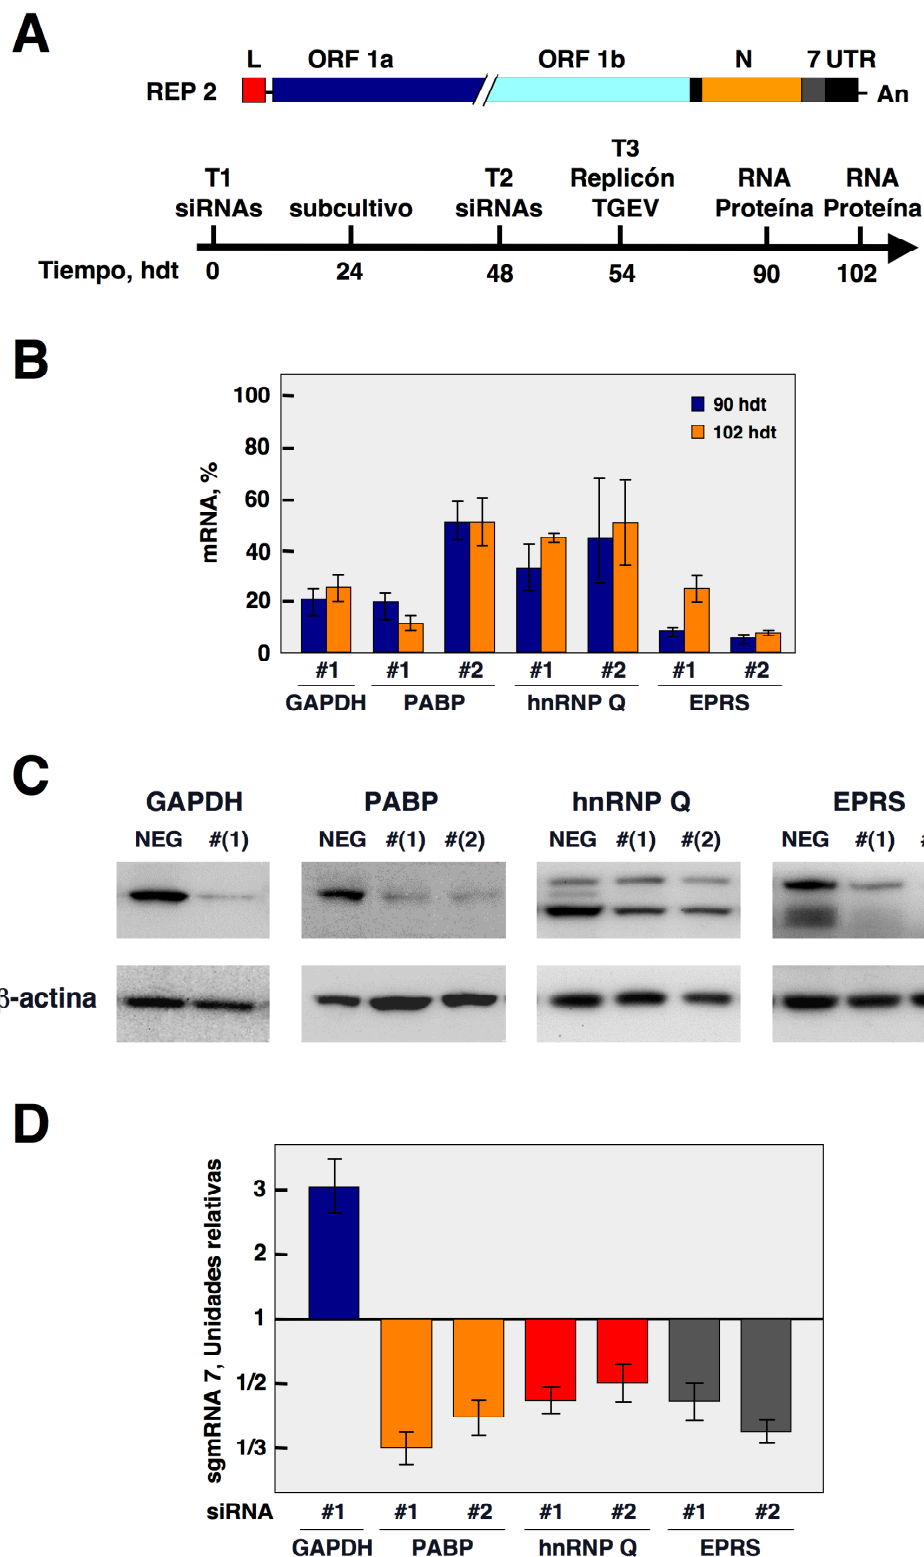 A
L ORF 1a ORF 1b N 7 UTR
REP 2 An
T3
T1 T2 Replicón RNA RNA
siRNAs subcultivo siRNAs TGEV Proteína Proteína
Tiempo, hdt 0 24 48 54 90 102
B
mRNA, %
100
80
60
40
20
0
90 hdt
102 hdt
#1 #1 #2 #1 #2 #1 #2
GAPDH PABP hnRNP Q EPRS
C
GAPDH PABP hnRNP Q EPRS
NEG #(1) NEG #(1) #(2) NEG #(1) #(2) NEG #(1) #
β-actina
D
sgmRNA 7, Unidades relativas
3
2
1
1/2
1/3
siRNA #1 #1 #2 #1 #2 #1 #2
GAPDH PABP hnRNP Q EPRS